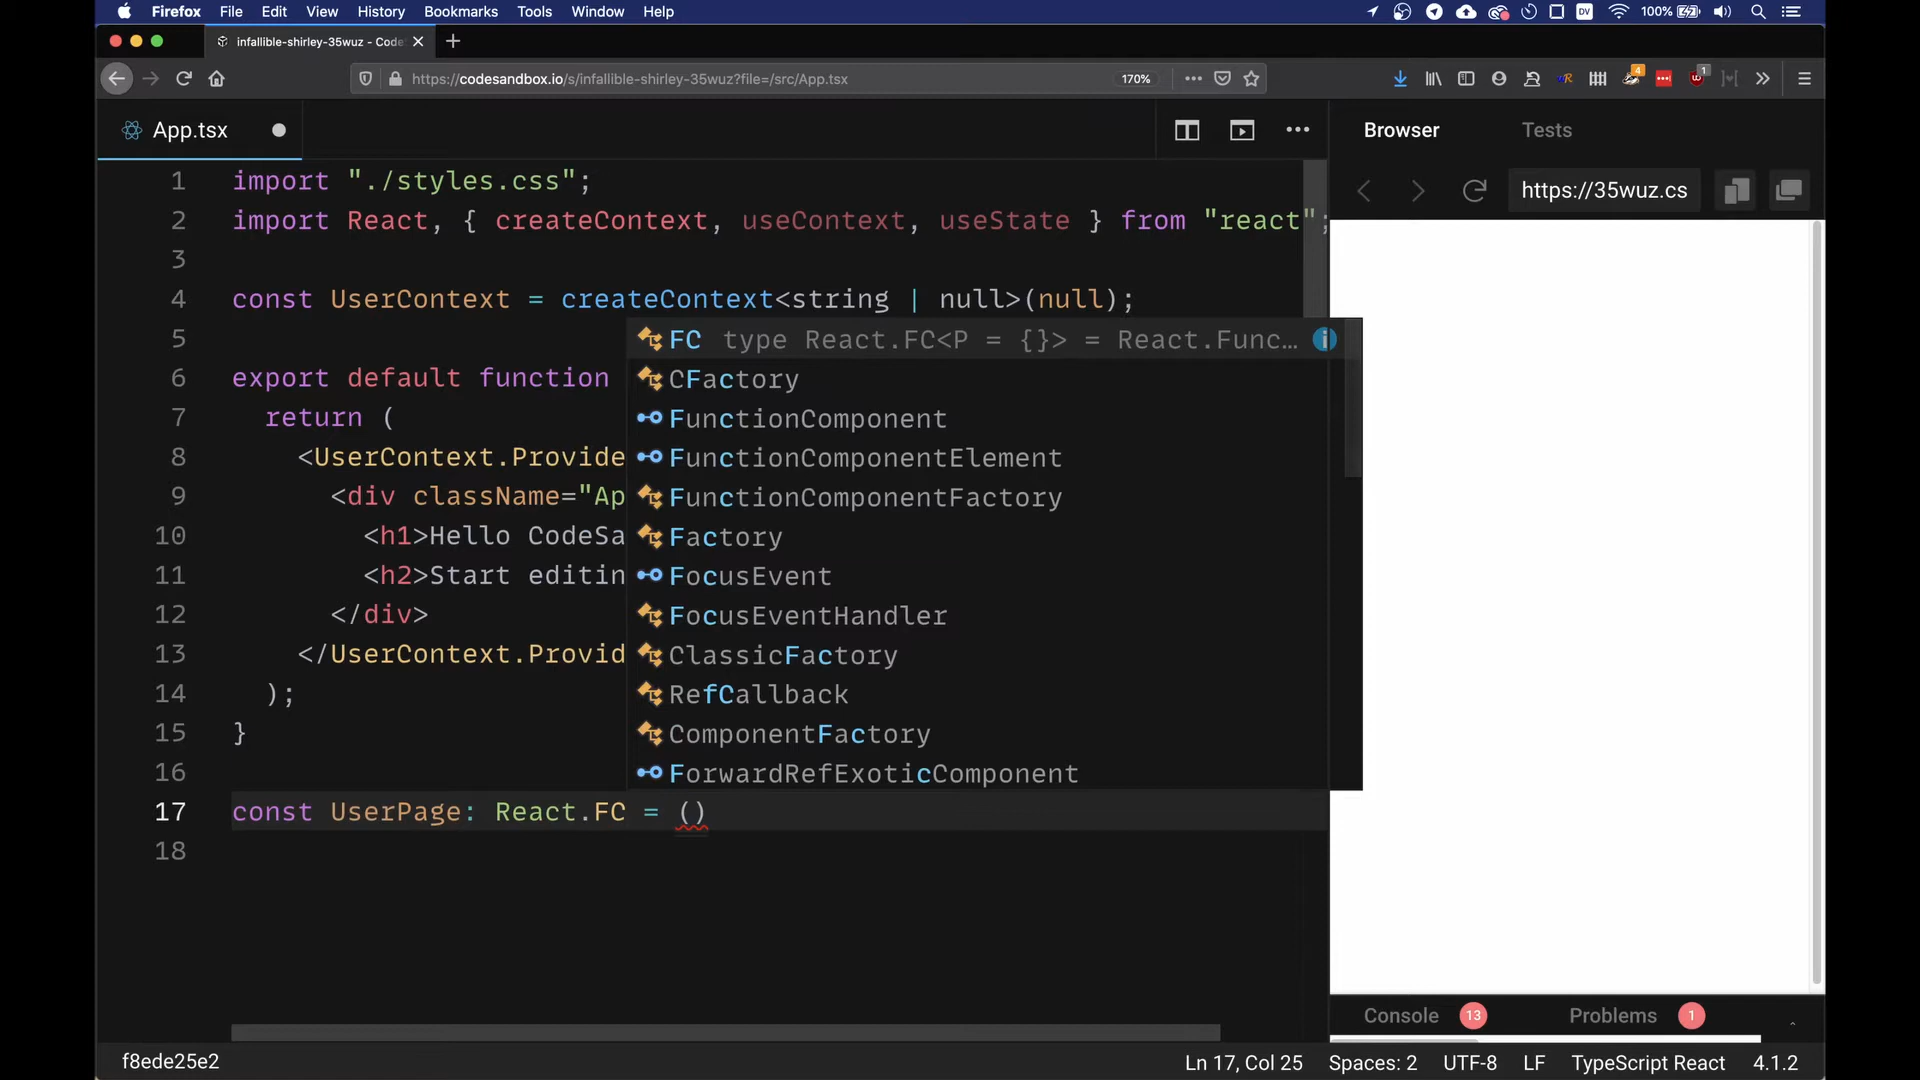 Firefox File Edit View History Bookmarks Tools Window Help DV 100%
infallible-shirley-35wuz - Code
https://codesandbox.io/s/infallible-shirley-35wuz?file=/src/App.tsx 170% 4 1
App.tsx Browser Tests
https://35wuz.cs
1 import "./styles.css";
2 import React, { createContext, useContext, useState } from "react";
3
4 const UserContext = createContext<string | null>(null);
5
FC type React.FC<P = {}> = React.Func…
6 export default function
CFactory
7 return (
FunctionComponent
8 <UserContext.Provide
FunctionComponentElement
9 <div className="Ap
FunctionComponentFactory
10 <h1>Hello CodeSa
Factory
11 <h2>Start editin
FocusEvent
12 </div>
FocusEventHandler
13 </UserContext.Provid
ClassicFactory
14 );
RefCallback
15 }
ComponentFactory
16
ForwardRefExoticComponent
17 const UserPage: React.FC = ()
18
Console 13 Problems 1
f8ede25e2 Ln 17, Col 25 Spaces: 2 UTF-8 LF TypeScript React 4.1.2